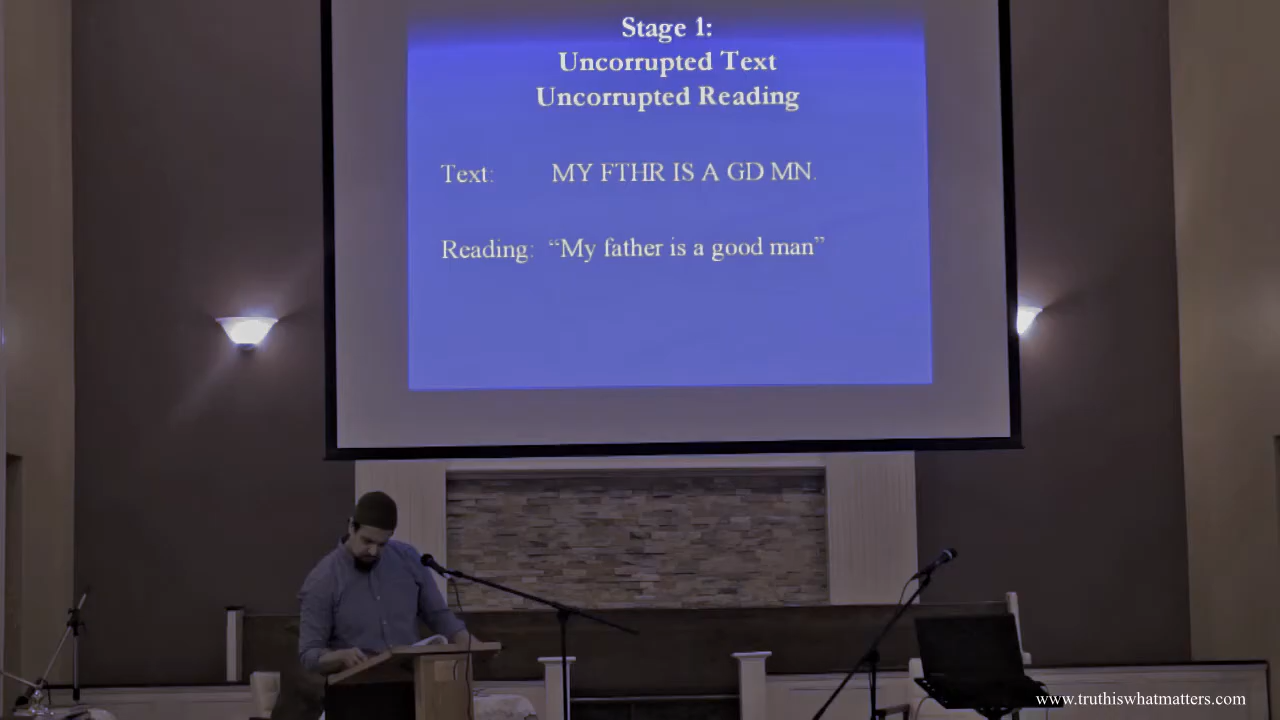 Stage 1:
Uncorrupted Text
Uncorrupted Reading
Text: MY FTHR IS A GD MN.
Reading: “My father is a good man”
www.truthiswhatmatters.com